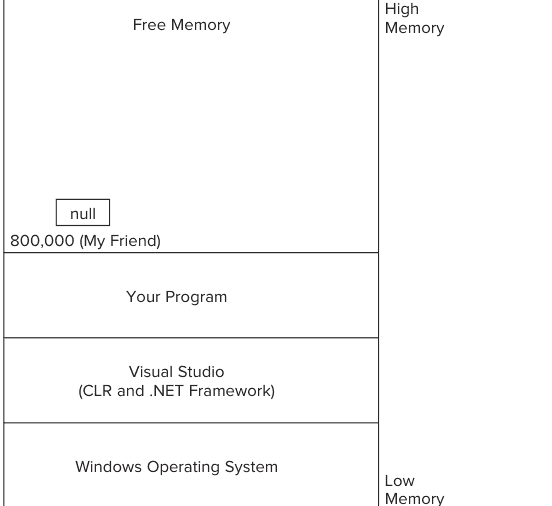 Free Memory
High
Memory
null
800,000 (My Friend)
Your Program
Visual Studio
(CLR and .NET Framework)
Windows Operating System
Low
Memory